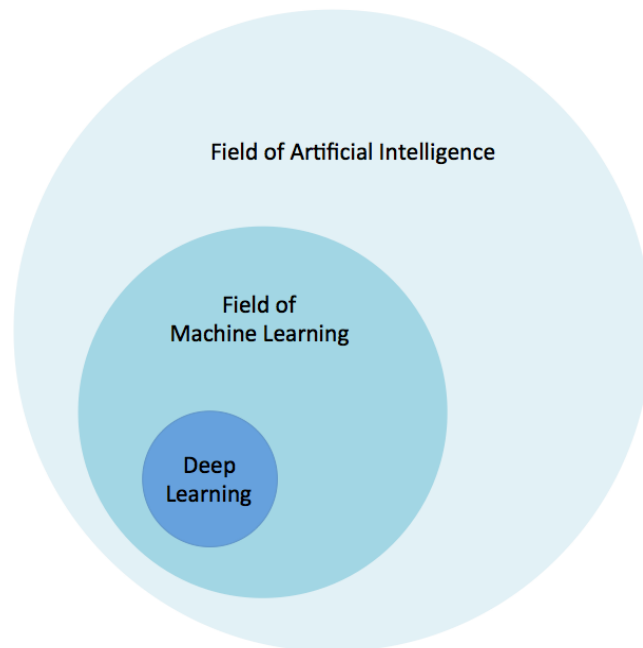 Field of Artificial Intelligence
Field of
Machine Learning
Deep
Learning